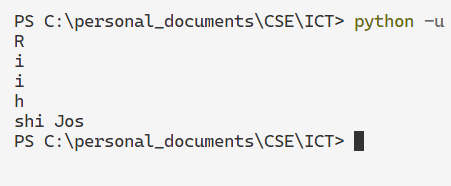 PS C:\personal_documents\CSE\ICT> python -u
R
i
i
h
shi Jos
PS C:\personal_documents\CSE\ICT>